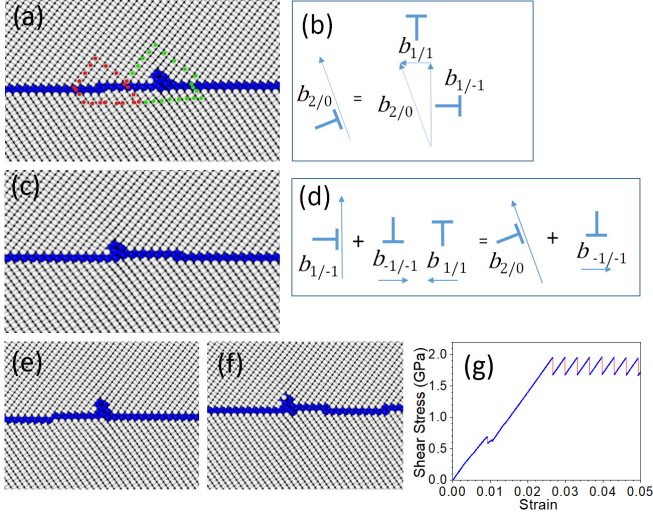 (a)
(b)
b1/1
b1/-1
b2/0
=
b2/0
(c)
(d)
b1/-1
+
b-1/-1
b1/1
=
b2/0
+
b-1/-1
(e)
(f)
(g)
Shear Stress (GPa)
2.0
1.5
1.0
0.5
0.0
0.00 0.01 0.02 0.03 0.04 0.05
Strain